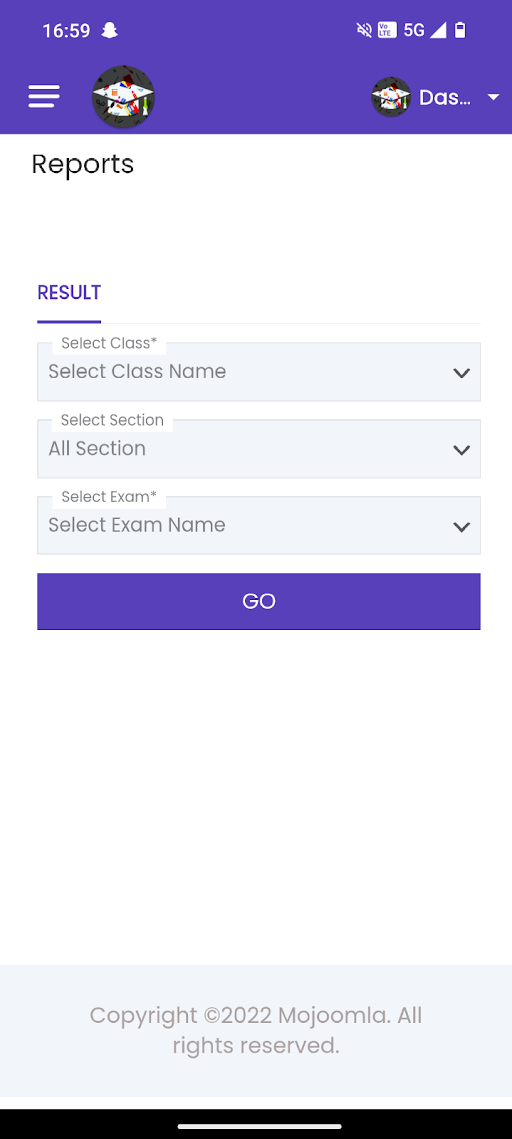 16:59
Vo
LTE
5G
Das...
Reports
RESULT
Select Class*
Select Class Name
Select Section
All Section
Select Exam*
Select Exam Name
GO
Copyright ©2022 Mojoomla. All
rights reserved.